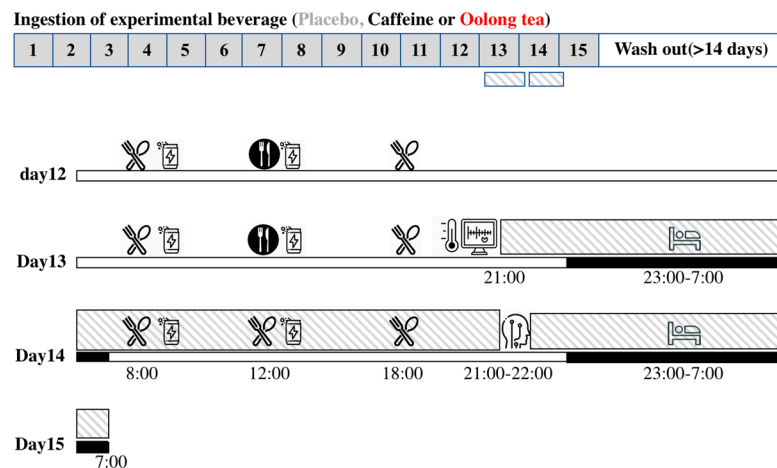 Ingestion of experimental beverage (Placebo, Caffeine or Oolong tea)
1 2 3 4 5 6 7 8 9 10 11 12 13 14 15 Wash out(>14 days)
day12
Day13
21:00 23:00-7:00
Day14
8:00 12:00 18:00 21:00-22:00 23:00-7:00
Day15
7:00